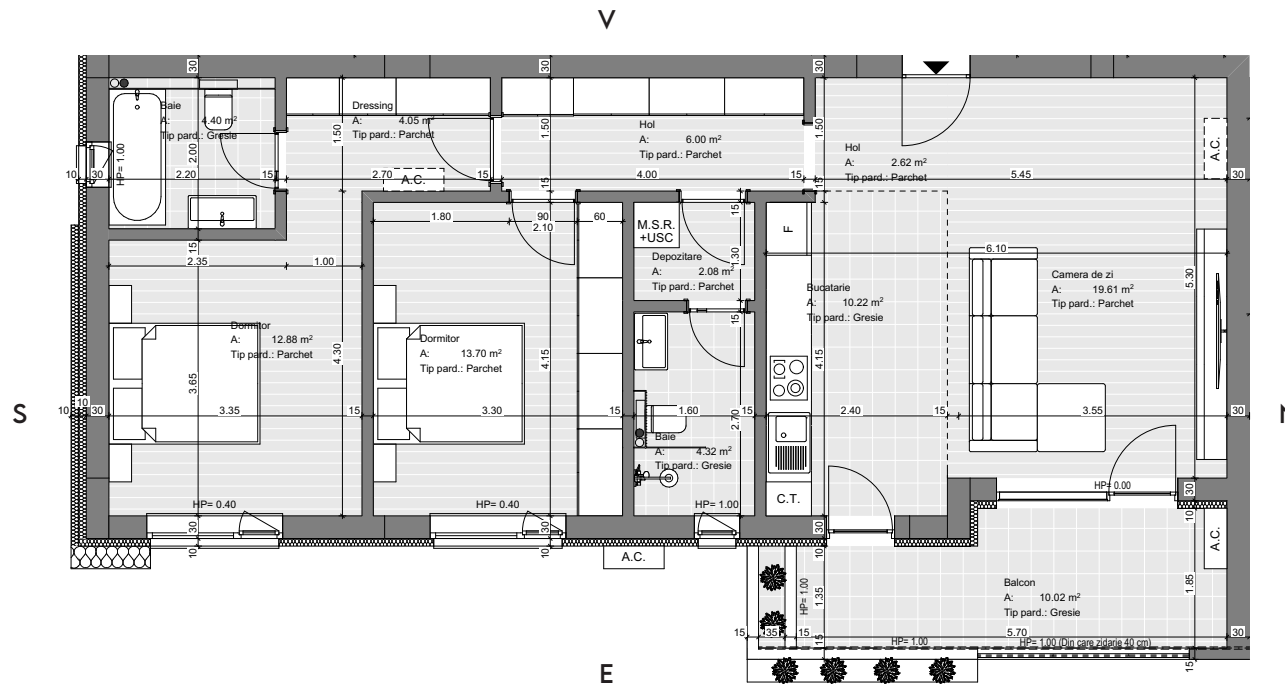 V
30
30
30
30
Baie
A: 4.40 m²
Tip pard.: Gresie
Dressing
A: 4.05 m²
Tip pard.: Parchet
Hol
A: 6.00 m²
Tip pard.: Parchet
Hol
A: 2.62 m²
Tip pard.: Parchet
1.50
1.50
1.50
A.C.
HP= 1.00
2.00
10
30
2.20
15
2.70
A.C.
15
4.00
15
5.45
30
15
15
1.80
90
2.10
60
M.S.R.
+USC
15
F
Depozitare
A: 2.08 m²
Tip pard.: Parchet
1.30
6.10
15
2.35
1.00
Camera de zi
A: 19.61 m²
Tip pard.: Parchet
5.30
Bucatarie
A: 10.22 m²
Tip pard.: Gresie
15
Dormitor
A: 12.88 m²
Tip pard.: Parchet
Dormitor
A: 13.70 m²
Tip pard.: Parchet
4.30
4.15
4.15
3.65
S
10
10
30
3.35
15
3.30
15
1.60
15
2.70
2.40
15
3.55
30
Baie
A: 4.32 m²
Tip pard.: Gresie
C.T.
HP= 0.00
HP= 0.40
HP= 0.40
HP= 1.00
30
30
30
30
10
10
10
10
A.C.
A.C.
Balcon
A: 10.02 m²
Tip pard.: Gresie
HP= 1.00
1.35
1.85
15
35
15
15
HP= 1.00
5.70
HP= 1.00 (Din care zidarie 40 cm)
30
15
E